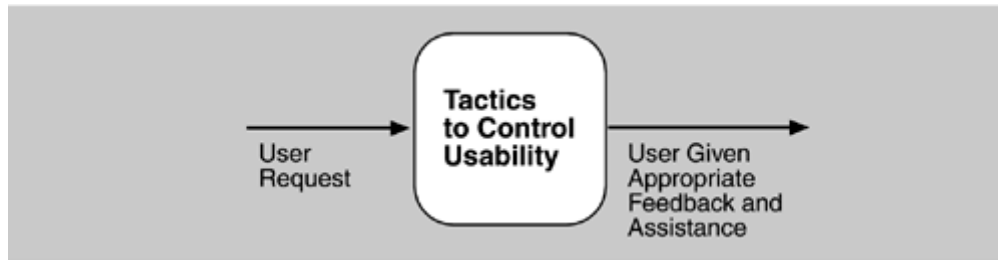 Tactics
to Control
Usability
User
Request
User Given
Appropriate
Feedback and
Assistance